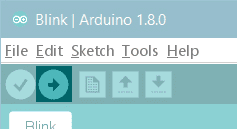 Blink | Arduino 1.8.0
File Edit Sketch Tools Help
Blink